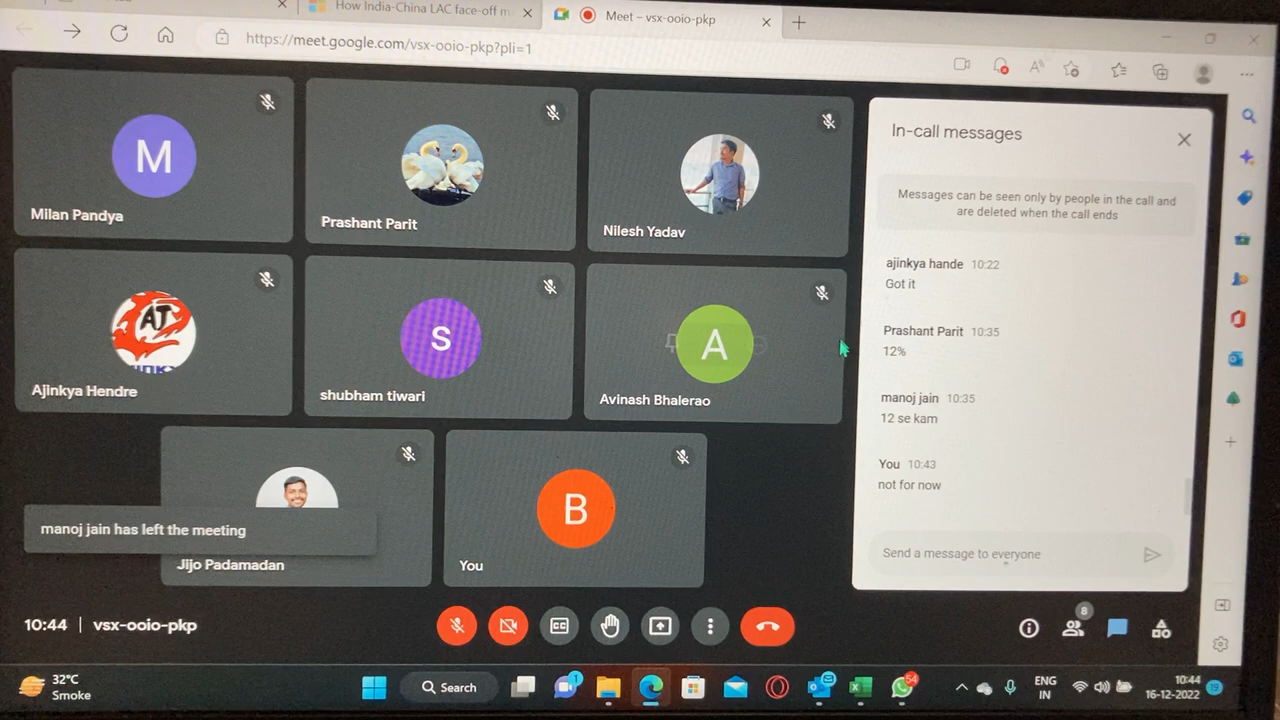 How India-China LAC face-off m
Meet – vsx-ooio-pkp
https://meet.google.com/vsx-ooio-pkp?pli=1
M
Milan Pandya
Prashant Parit
Nilesh Yadav
AJ
Ajinkya Hendre
S
shubham tiwari
A
Avinash Bhalerao
manoj jain has left the meeting
Jijo Padamadan
B
You
In-call messages
Messages can be seen only by people in the call and
are deleted when the call ends
ajinkya hande 10:22
Got it
Prashant Parit 10:35
12%
manoj jain 10:35
12 se kam
You 10:43
not for now
Send a message to everyone
10:44 | vsx-ooio-pkp
8
32°C
Smoke
Search
1
54
ENG
IN
10:44
16-12-2022
19